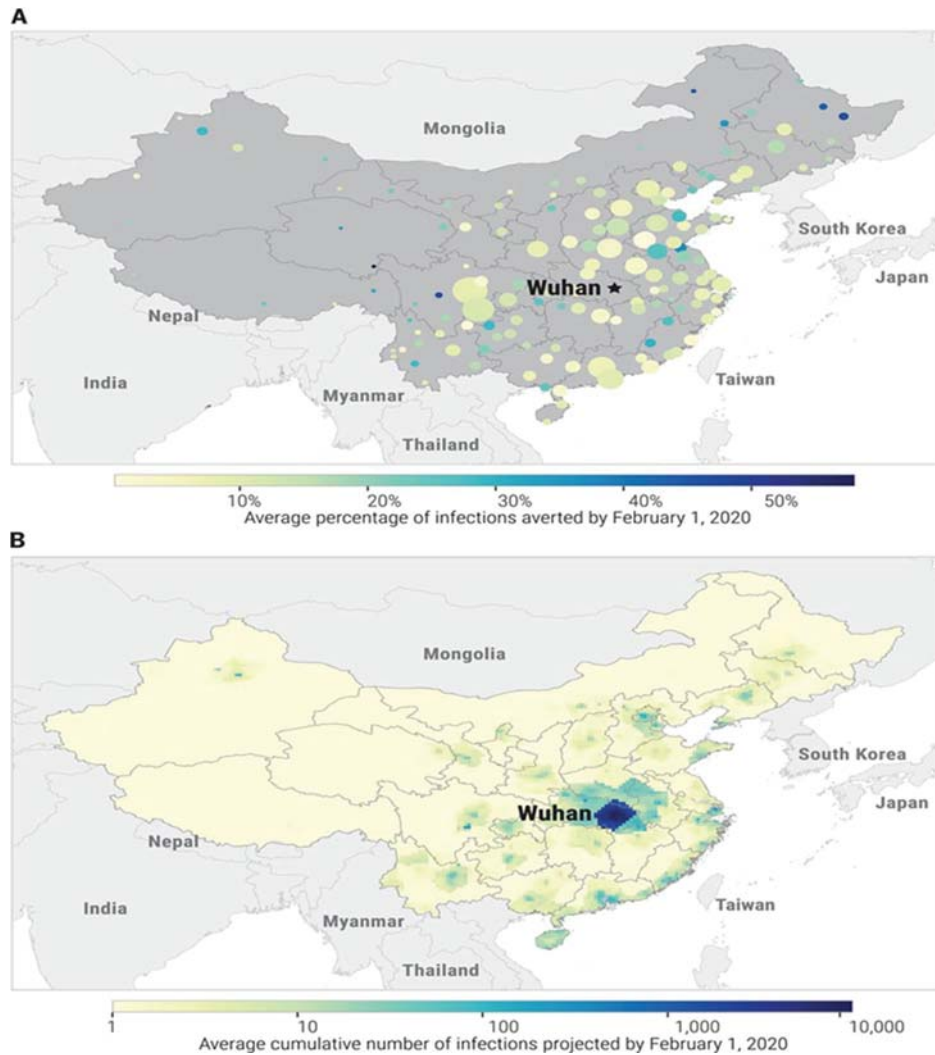 A
Mongolia
South Korea
Japan
Wuhan
Nepal
Taiwan
India
Myanmar
Thailand
10% 20% 30% 40% 50%
Average percentage of infections averted by February 1, 2020
B
Mongolia
South Korea
Japan
Wuhan
Nepal
Taiwan
India
Myanmar
Thailand
1 10 100 1,000 10,000
Average cumulative number of infections projected by February 1, 2020